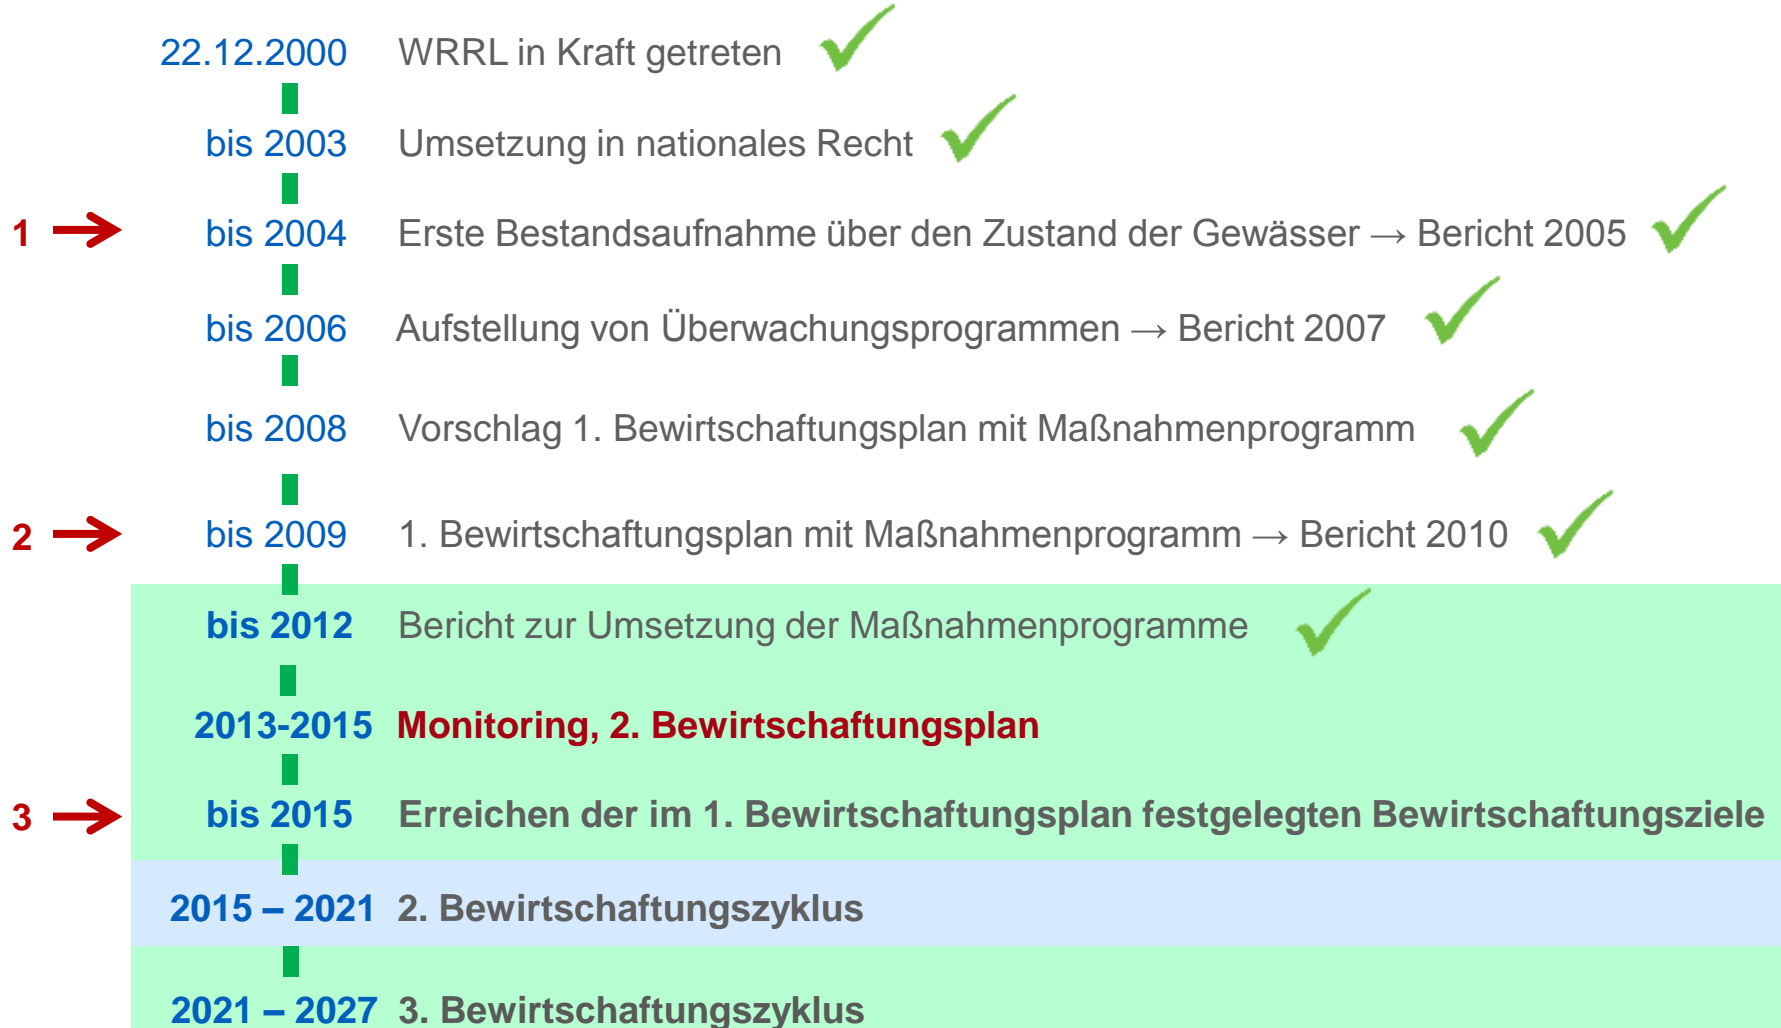 22.12.2000 WRRL in Kraft getreten
bis 2003 Umsetzung in nationales Recht
1 → bis 2004 Erste Bestandsaufnahme über den Zustand der Gewässer → Bericht 2005
bis 2006 Aufstellung von Überwachungsprogrammen → Bericht 2007
bis 2008 Vorschlag 1. Bewirtschaftungsplan mit Maßnahmenprogramm
2 → bis 2009 1. Bewirtschaftungsplan mit Maßnahmenprogramm → Bericht 2010
bis 2012 Bericht zur Umsetzung der Maßnahmenprogramme
2013-2015 Monitoring, 2. Bewirtschaftungsplan
3 → bis 2015 Erreichen der im 1. Bewirtschaftungsplan festgelegten Bewirtschaftungsziele
2015 – 2021 2. Bewirtschaftungszyklus
2021 – 2027 3. Bewirtschaftungszyklus